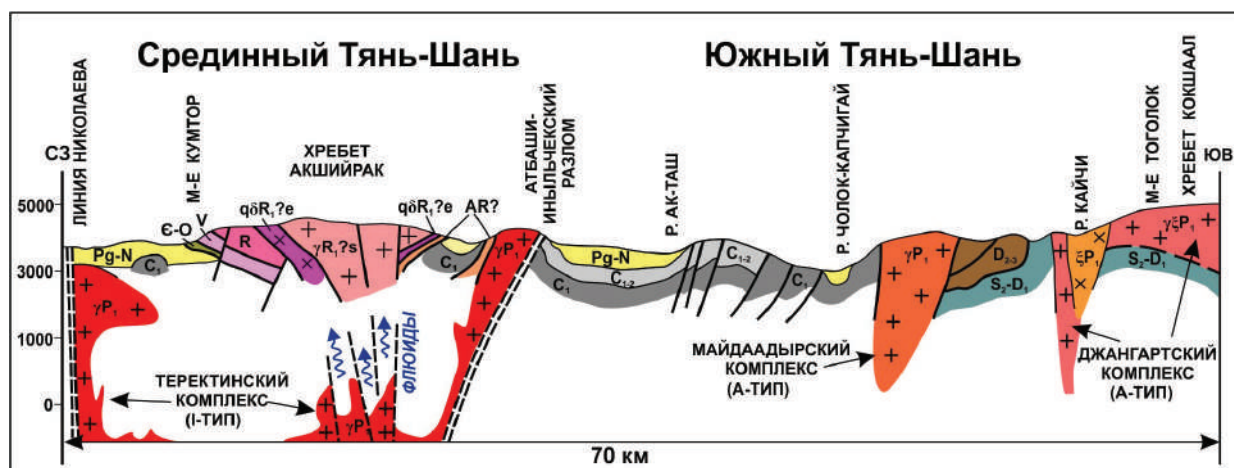 Срединный Тянь-Шань
Южный Тянь-Шань
СЗ
ЛИНИЯ НИКОЛАЕВА
М-Е КУМТОР
ХРЕБЕТ
АКШИЙРАК
АТБАШИ-
ИНЫЛЬЧЕКСКИЙ
РАЗЛОМ
Р. АК-ТАШ
Р. ЧОЛОК-КАПЧИГАЙ
Р. КАЙЧИ
М-Е ТОГОЛОК
ХРЕБЕТ КОКШААЛ
ЮВ
5000
3000
1000
0
Pg-N
C₁
Є-O
V
qδR₁?e
R
γR₁?s
qδR₁?e
AR?
C₁
γP₁
γP₁
Pg-N
C₁₋₂
C₁
C₁₋₂
C₁
γP₁
D₂₋₃
S₂-D₁
ξP₁
γξP₁
S₂-D₁
ФЛЮИДЫ
γP₁
ТЕРЕКТИНСКИЙ
КОМПЛЕКС
(I-ТИП)
МАЙДААДЫРСКИЙ
КОМПЛЕКС
(А-ТИП)
ДЖАНГАРТСКИЙ
КОМПЛЕКС
(А-ТИП)
70 км